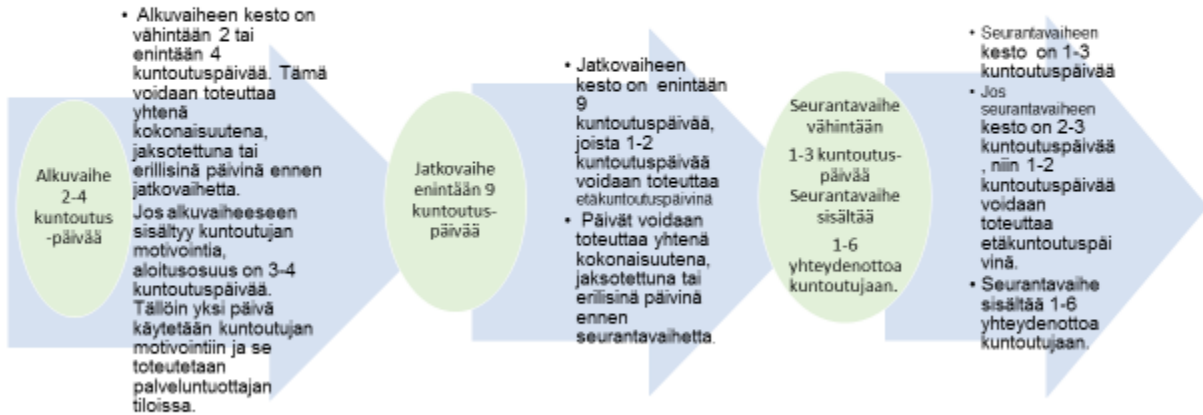 Alkuvaihe
2-4
kuntoutus
-päivää
• Alkuvaiheen kesto on
vähintään 2 tai
enintään 4
kuntoutuspäivää. Tämä
voidaan toteuttaa
yhtenä
kokonaisuutena,
jaksotettuna tai
erillisinä päivinä ennen
jatkovaihetta.
Jos alkuvaiheeseen
sisältyy kuntoutujan
motivointia,
aloitusosuus on 3-4
kuntoutuspäivää.
Tällöin yksi päivä
käytetään kuntoutujan
motivointiin ja se
toteutetaan
palveluntuottajan
tiloissa.
Jatkovaihe
enintään 9
kuntoutus-
päivää
• Jatkovaiheen
kesto on enintään
9
kuntoutuspäivää,
joista 1-2
kuntoutuspäivää
voidaan toteuttaa
etäkuntoutuspäivinä
• Päivät voidaan
toteuttaa yhtenä
kokonaisuutena,
jaksotettuna tai
erilisinä päivinä
ennen
seurantavaihetta.
Seurantavaihe
vähintään
1-3 kuntoutus-
päivää
Seurantavaihe
sisältää
1-6
yhteydenottoa
kuntoutujaan.
• Seurantavaiheen
kesto on 1-3
kuntoutuspäivää
• Jos
seurantavaiheen
kesto on 2-3
kuntoutuspäivää
, niin 1-2
kuntoutuspäivää
voidaan
toteuttaa
etäkuntoutuspäi
vinä.
• Seurantavaihe
sisältää 1-6
yhteydenottoa
kuntoutujaan.